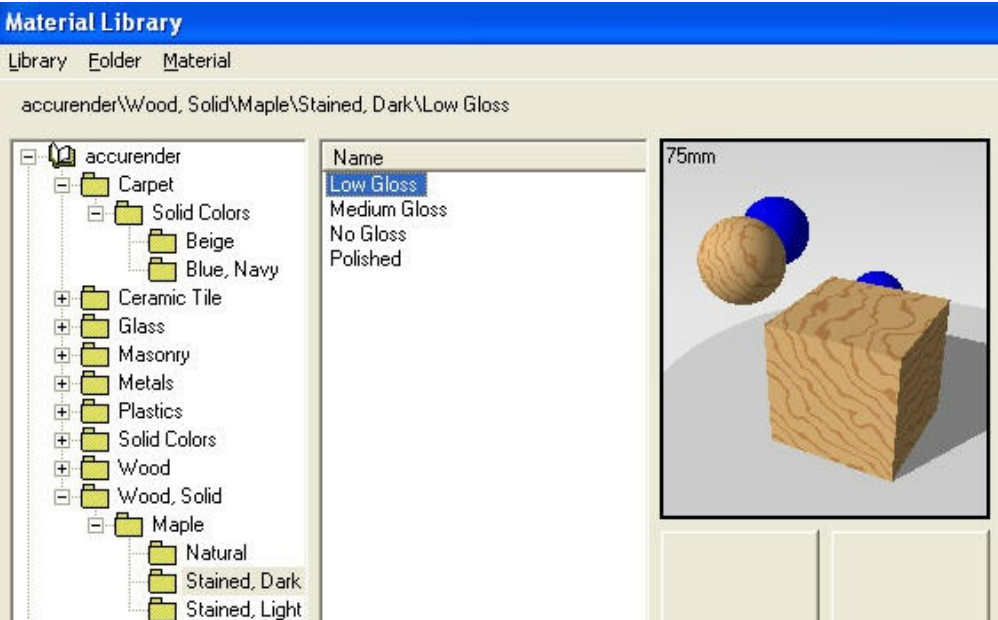 Material Library
Library Folder Material
accurender\Wood, Solid\Maple\Stained, Dark\Low Gloss
accurender
Carpet
Solid Colors
Beige
Blue, Navy
Ceramic Tile
Glass
Masonry
Metals
Plastics
Solid Colors
Wood
Wood, Solid
Maple
Natural
Stained, Dark
Stained, Light
Name
Low Gloss
Medium Gloss
No Gloss
Polished
75mm